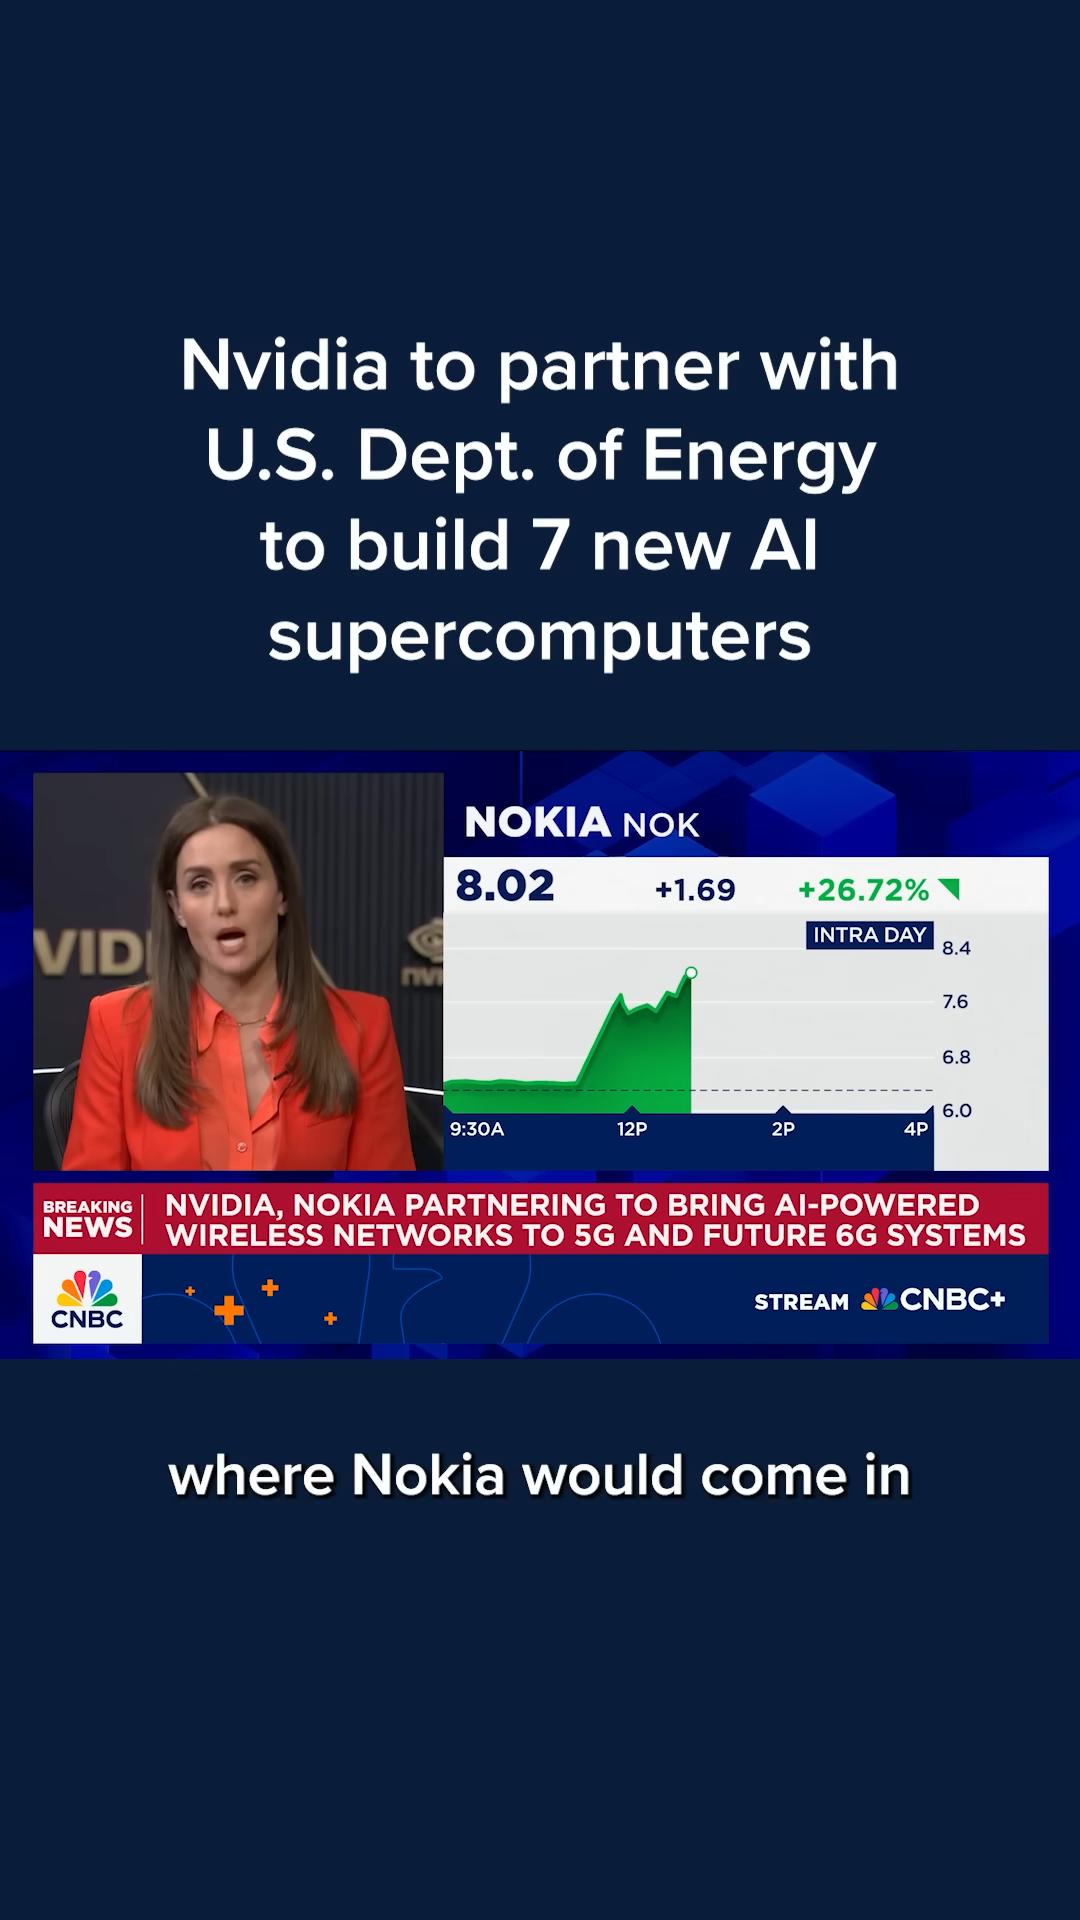 Nvidia to partner with
U.S. Dept. of Energy
to build 7 new AI
supercomputers
VID
NOKIA NOK
8.02 +1.69 +26.72%
INTRA DAY
8.4
7.6
6.8
6.0
9:30A 12P 2P 4P
BREAKING
NEWS
NVIDIA, NOKIA PARTNERING TO BRING AI-POWERED
WIRELESS NETWORKS TO 5G AND FUTURE 6G SYSTEMS
CNBC
STREAM CNBC+
where Nokia would come in